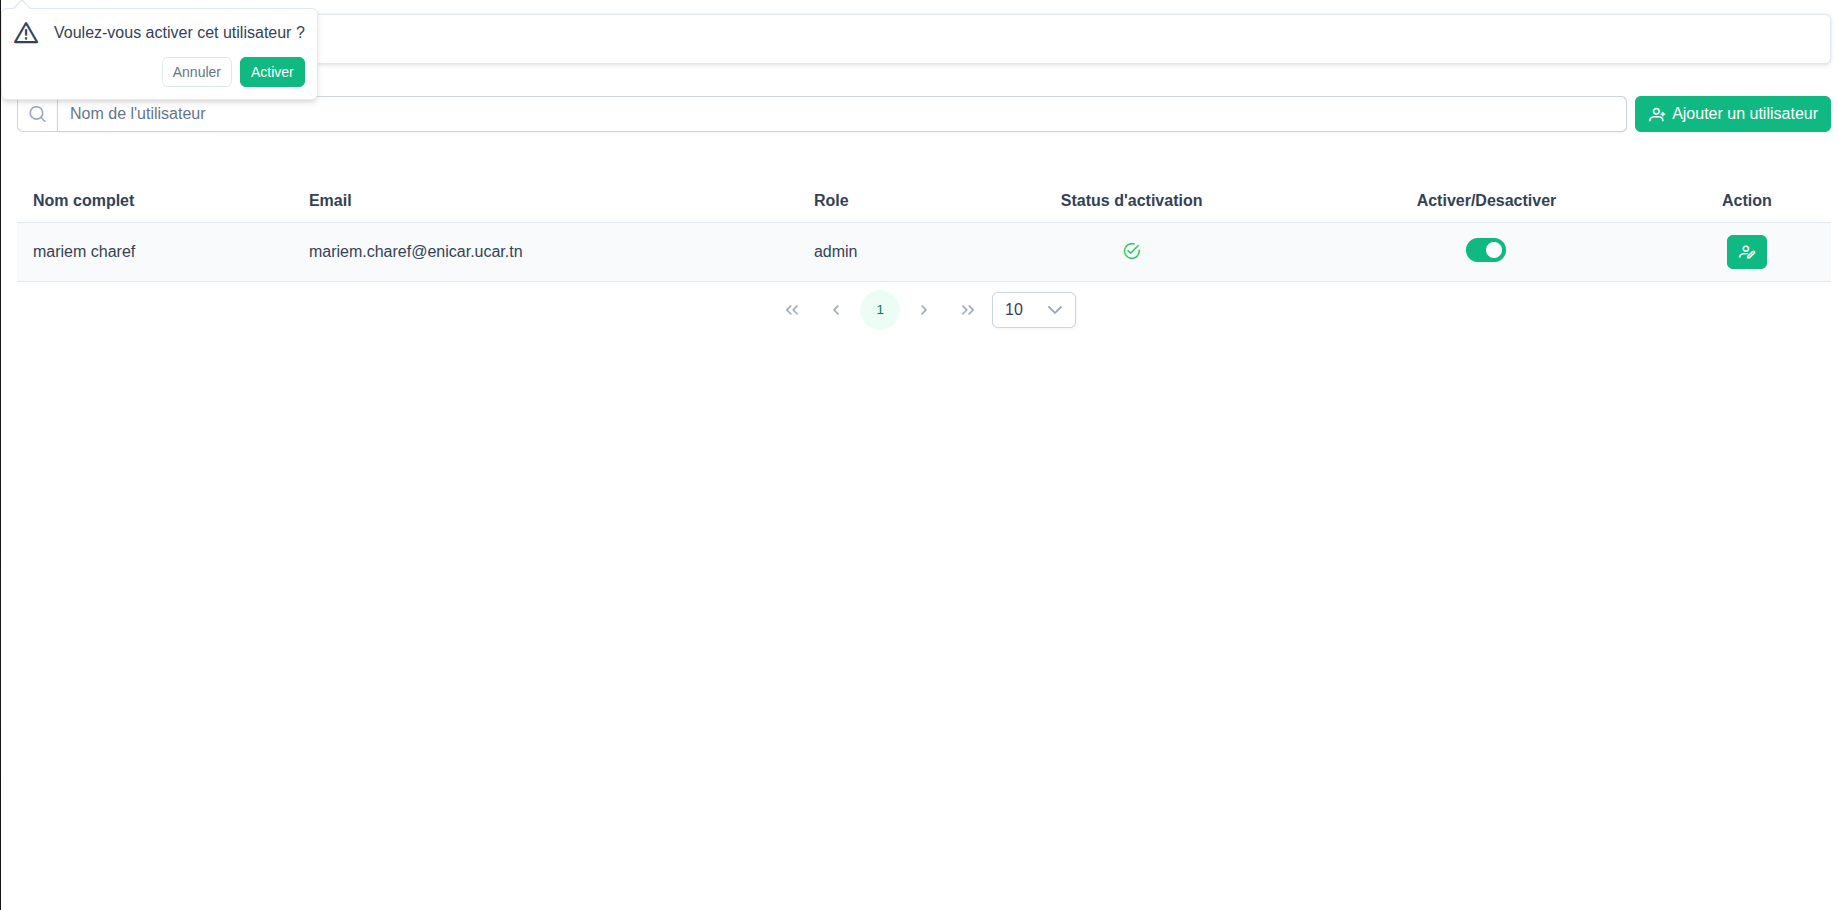 Voulez-vous activer cet utilisateur ?
Annuler Activer
Nom de l'utilisateur Ajouter un utilisateur
Nom complet Email Role Status d'activation Activer/Desactiver Action
mariem charef mariem.charef@enicar.ucar.tn admin
1 10